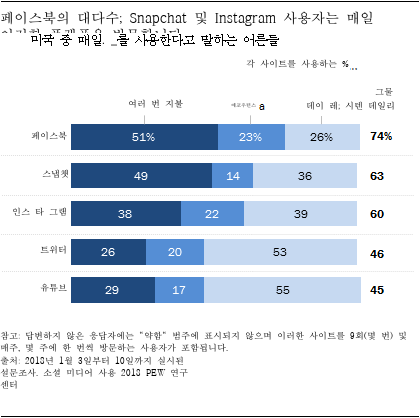 페이스북의 대다수; Snapchat 및 Instagram 사용자는 매일
미국 중 매일. _를 사용한다고 말하는 어른들
각 사이트를 사용하는 %...
그물
여러 번 지불 a 데이 레; 시덴 데일리
페이스북 51% 23% 26% 74%
스냅챗 49 14 36 63
인스 타 그램 38 22 39 60
트위터 26 20 53 46
유튜브 29 17 55 45
참고: 답변하지 않은 응답자에는 "약함" 범주에 표시되지 않으며 이러한 사이트를 9회(몇 번) 및
매주, 몇 주에 한 번씩 방문하는 사용자가 포함됩니다.
출처: 2018년 1월 3일부터 10일까지 실시된
설문조사. 소셜 미디어 사용 2018 PEW 연구
센터